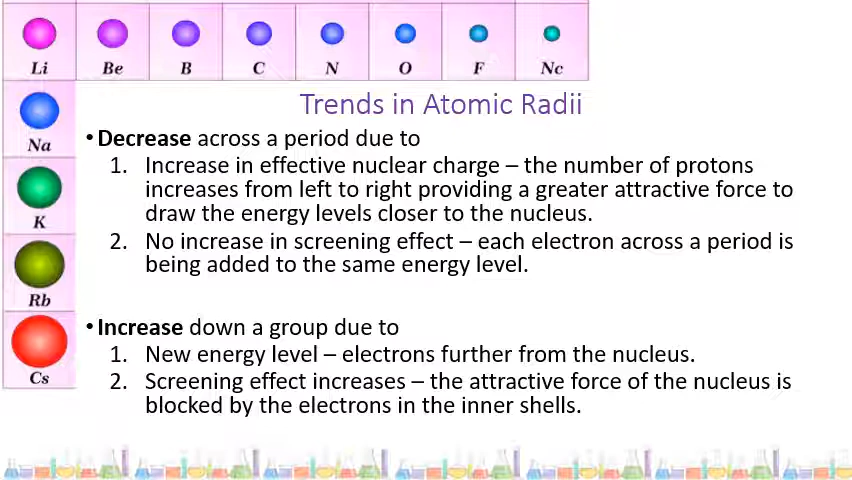 Li Be B C N O F Nc
Na
K
Rb
Cs
Trends in Atomic Radii
• Decrease across a period due to
1. Increase in effective nuclear charge – the number of protons
increases from left to right providing a greater attractive force to
draw the energy levels closer to the nucleus.
2. No increase in screening effect – each electron across a period is
being added to the same energy level.
• Increase down a group due to
1. New energy level – electrons further from the nucleus.
2. Screening effect increases – the attractive force of the nucleus is
blocked by the electrons in the inner shells.